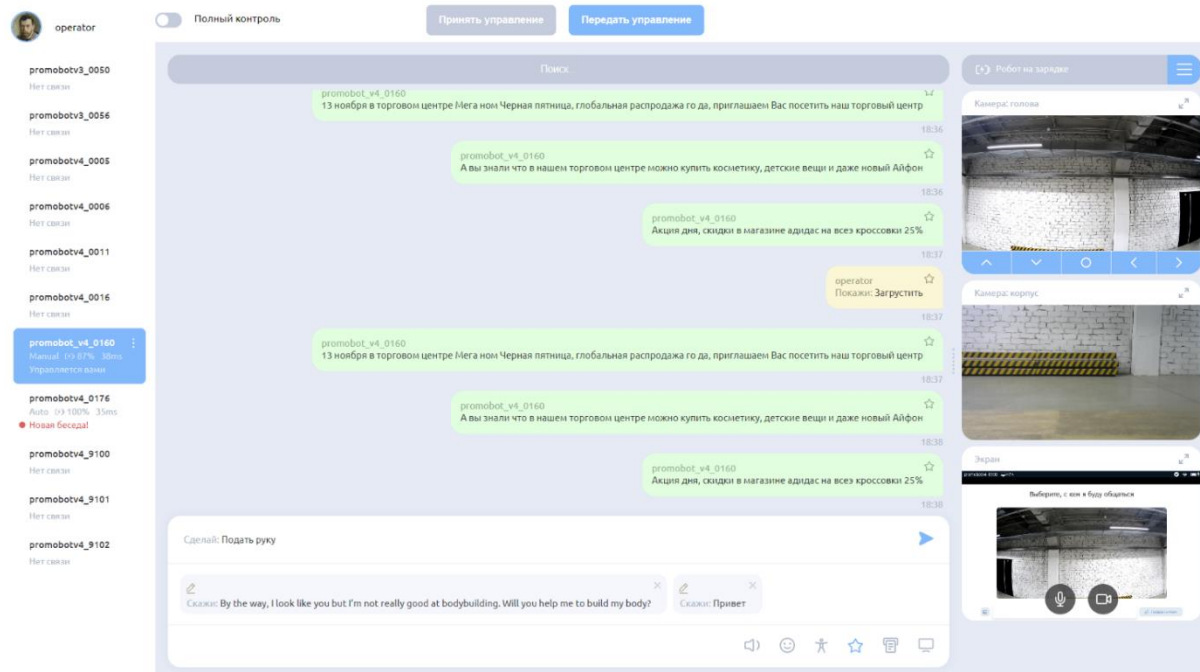 operator
Полный контроль
Принять управление
Передать управление
promobotv3_0050
Нет связи
promobotv3_0056
Нет связи
promobotv4_0005
Нет связи
promobotv4_0006
Нет связи
promobotv4_0011
Нет связи
promobotv4_0016
Нет связи
promobot_v4_0160
Manual 87% 38ms
Управляется вами
promobotv4_0176
Auto 100% 35ms
Новая беседа!
promobotv4_9100
Нет связи
promobotv4_9101
Нет связи
promobotv4_9102
Нет связи
Поиск
promobot_v4_0160
13 ноября в торговом центре Мега ном Черная пятница, глобальная распродажа го да, приглашаем Вас посетить наш торговый центр
18:36
promobot_v4_0160
А вы знали что в нашем торговом центре можно купить косметику, детские вещи и даже новый Айфон
18:36
promobot_v4_0160
Акция дня, скидки в магазине адидас на всеэ кроссовки 25%
18:37
operator
Покажи: Загрустить
18:37
promobot_v4_0160
13 ноября в торговом центре Мега ном Черная пятница, глобальная распродажа го да, приглашаем Вас посетить наш торговый центр
18:37
promobot_v4_0160
А вы знали что в нашем торговом центре можно купить косметику, детские вещи и даже новый Айфон
18:38
promobot_v4_0160
Акция дня, скидки в магазине адидас на всеэ кроссовки 25%
18:38
Сделай: Подать руку
Скажи: By the way, I look like you but I'm not really good at bodybuilding. Will you help me to build my body?
Скажи: Привет
Робот на зарядке
Камера: голова
Камера: корпус
Экран
Выберите, с кем я буду общаться